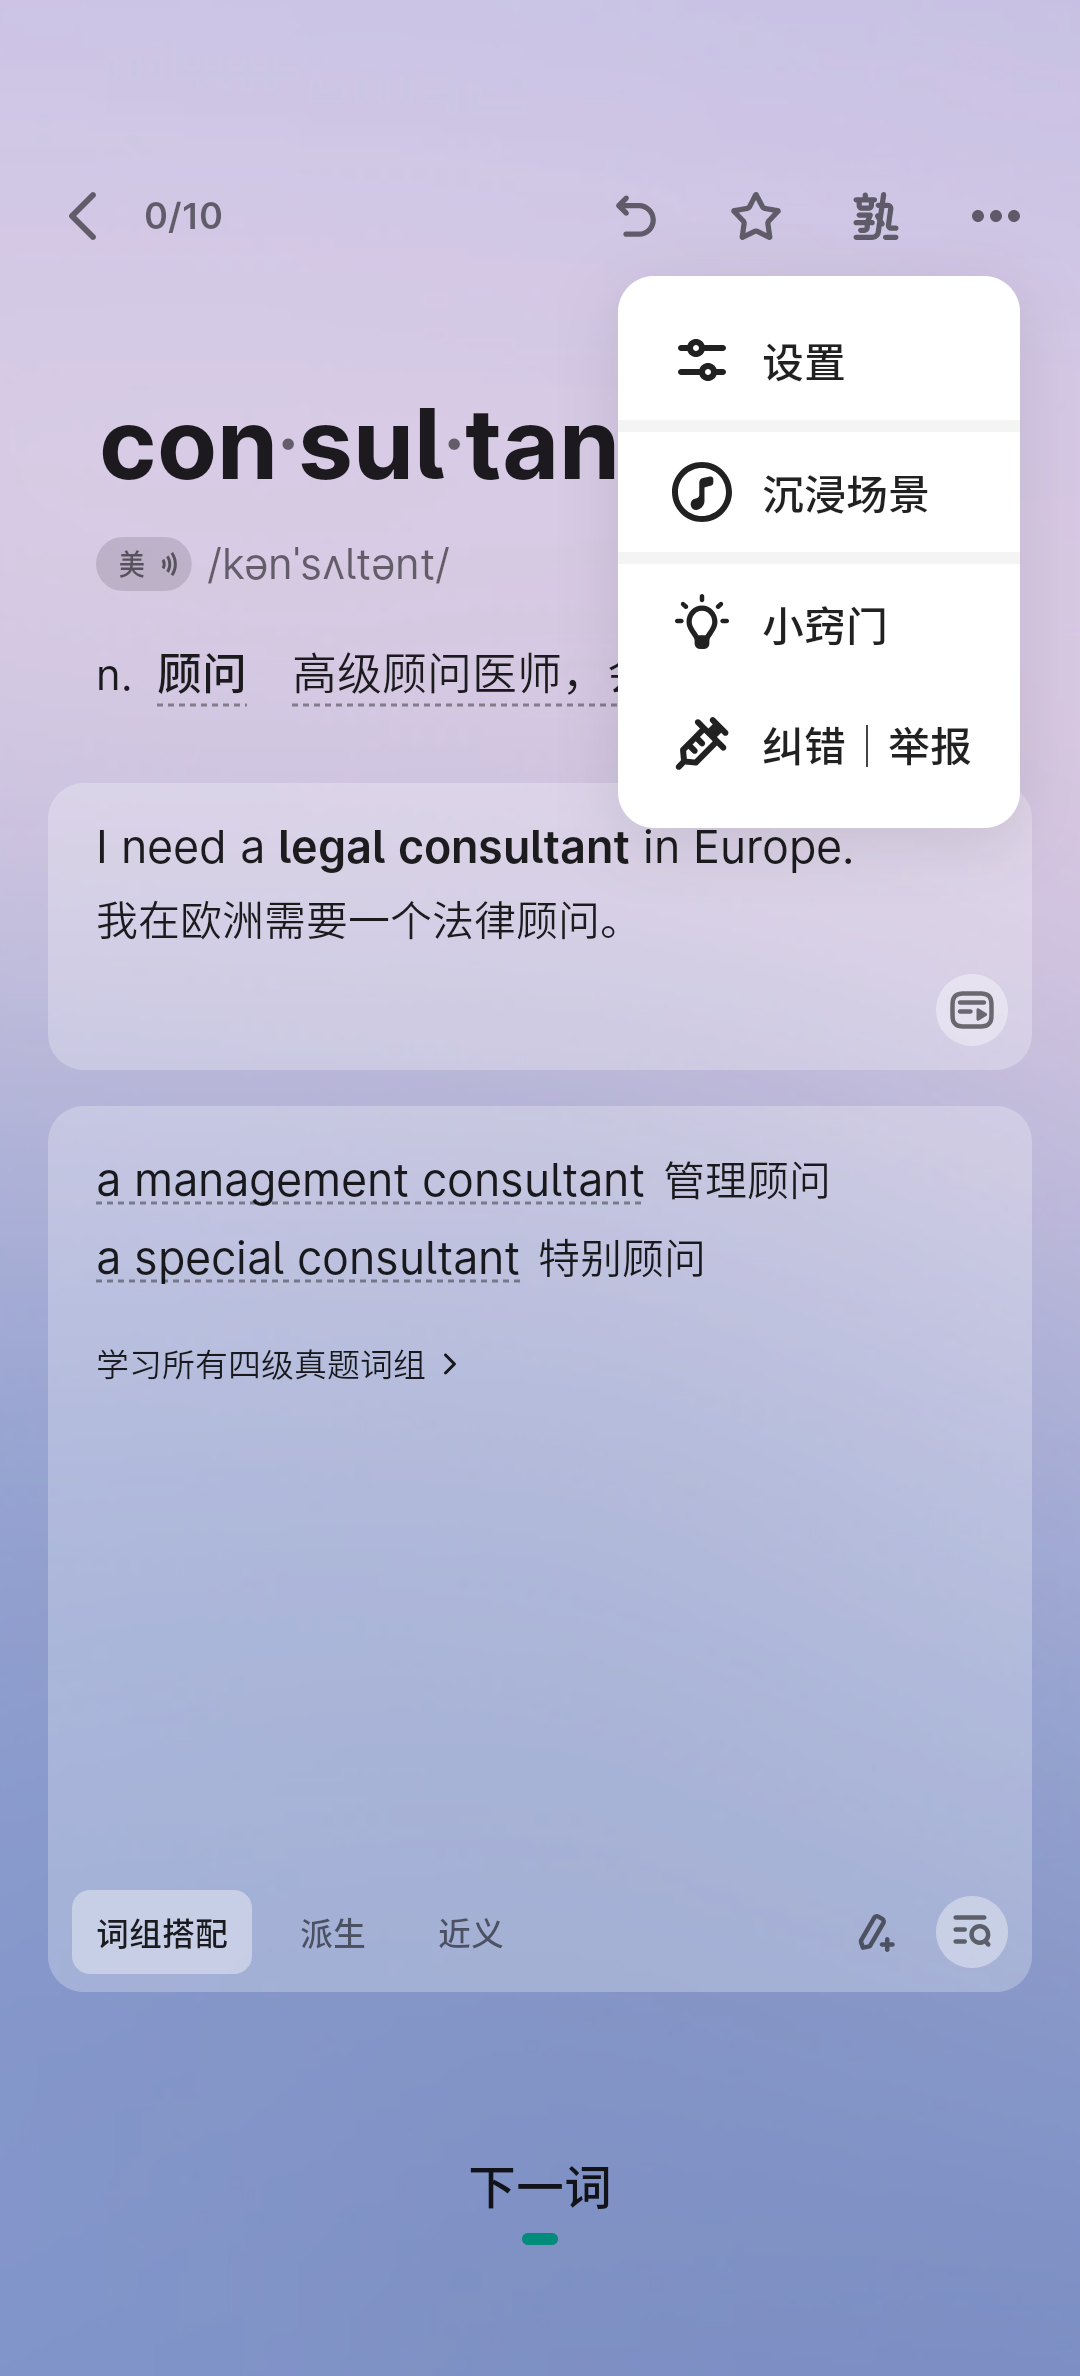 0/10
设置
con·sul·tan
沉浸场景
美 /kən'sʌltənt/
小窍门
n. 顾问 高级顾问医师，
纠错｜举报
I need a legal consultant in Europe.
我在欧洲需要一个法律顾问。
a management consultant 管理顾问
a special consultant 特别顾问
学习所有四级真题词组
词组搭配 派生 近义
下一词